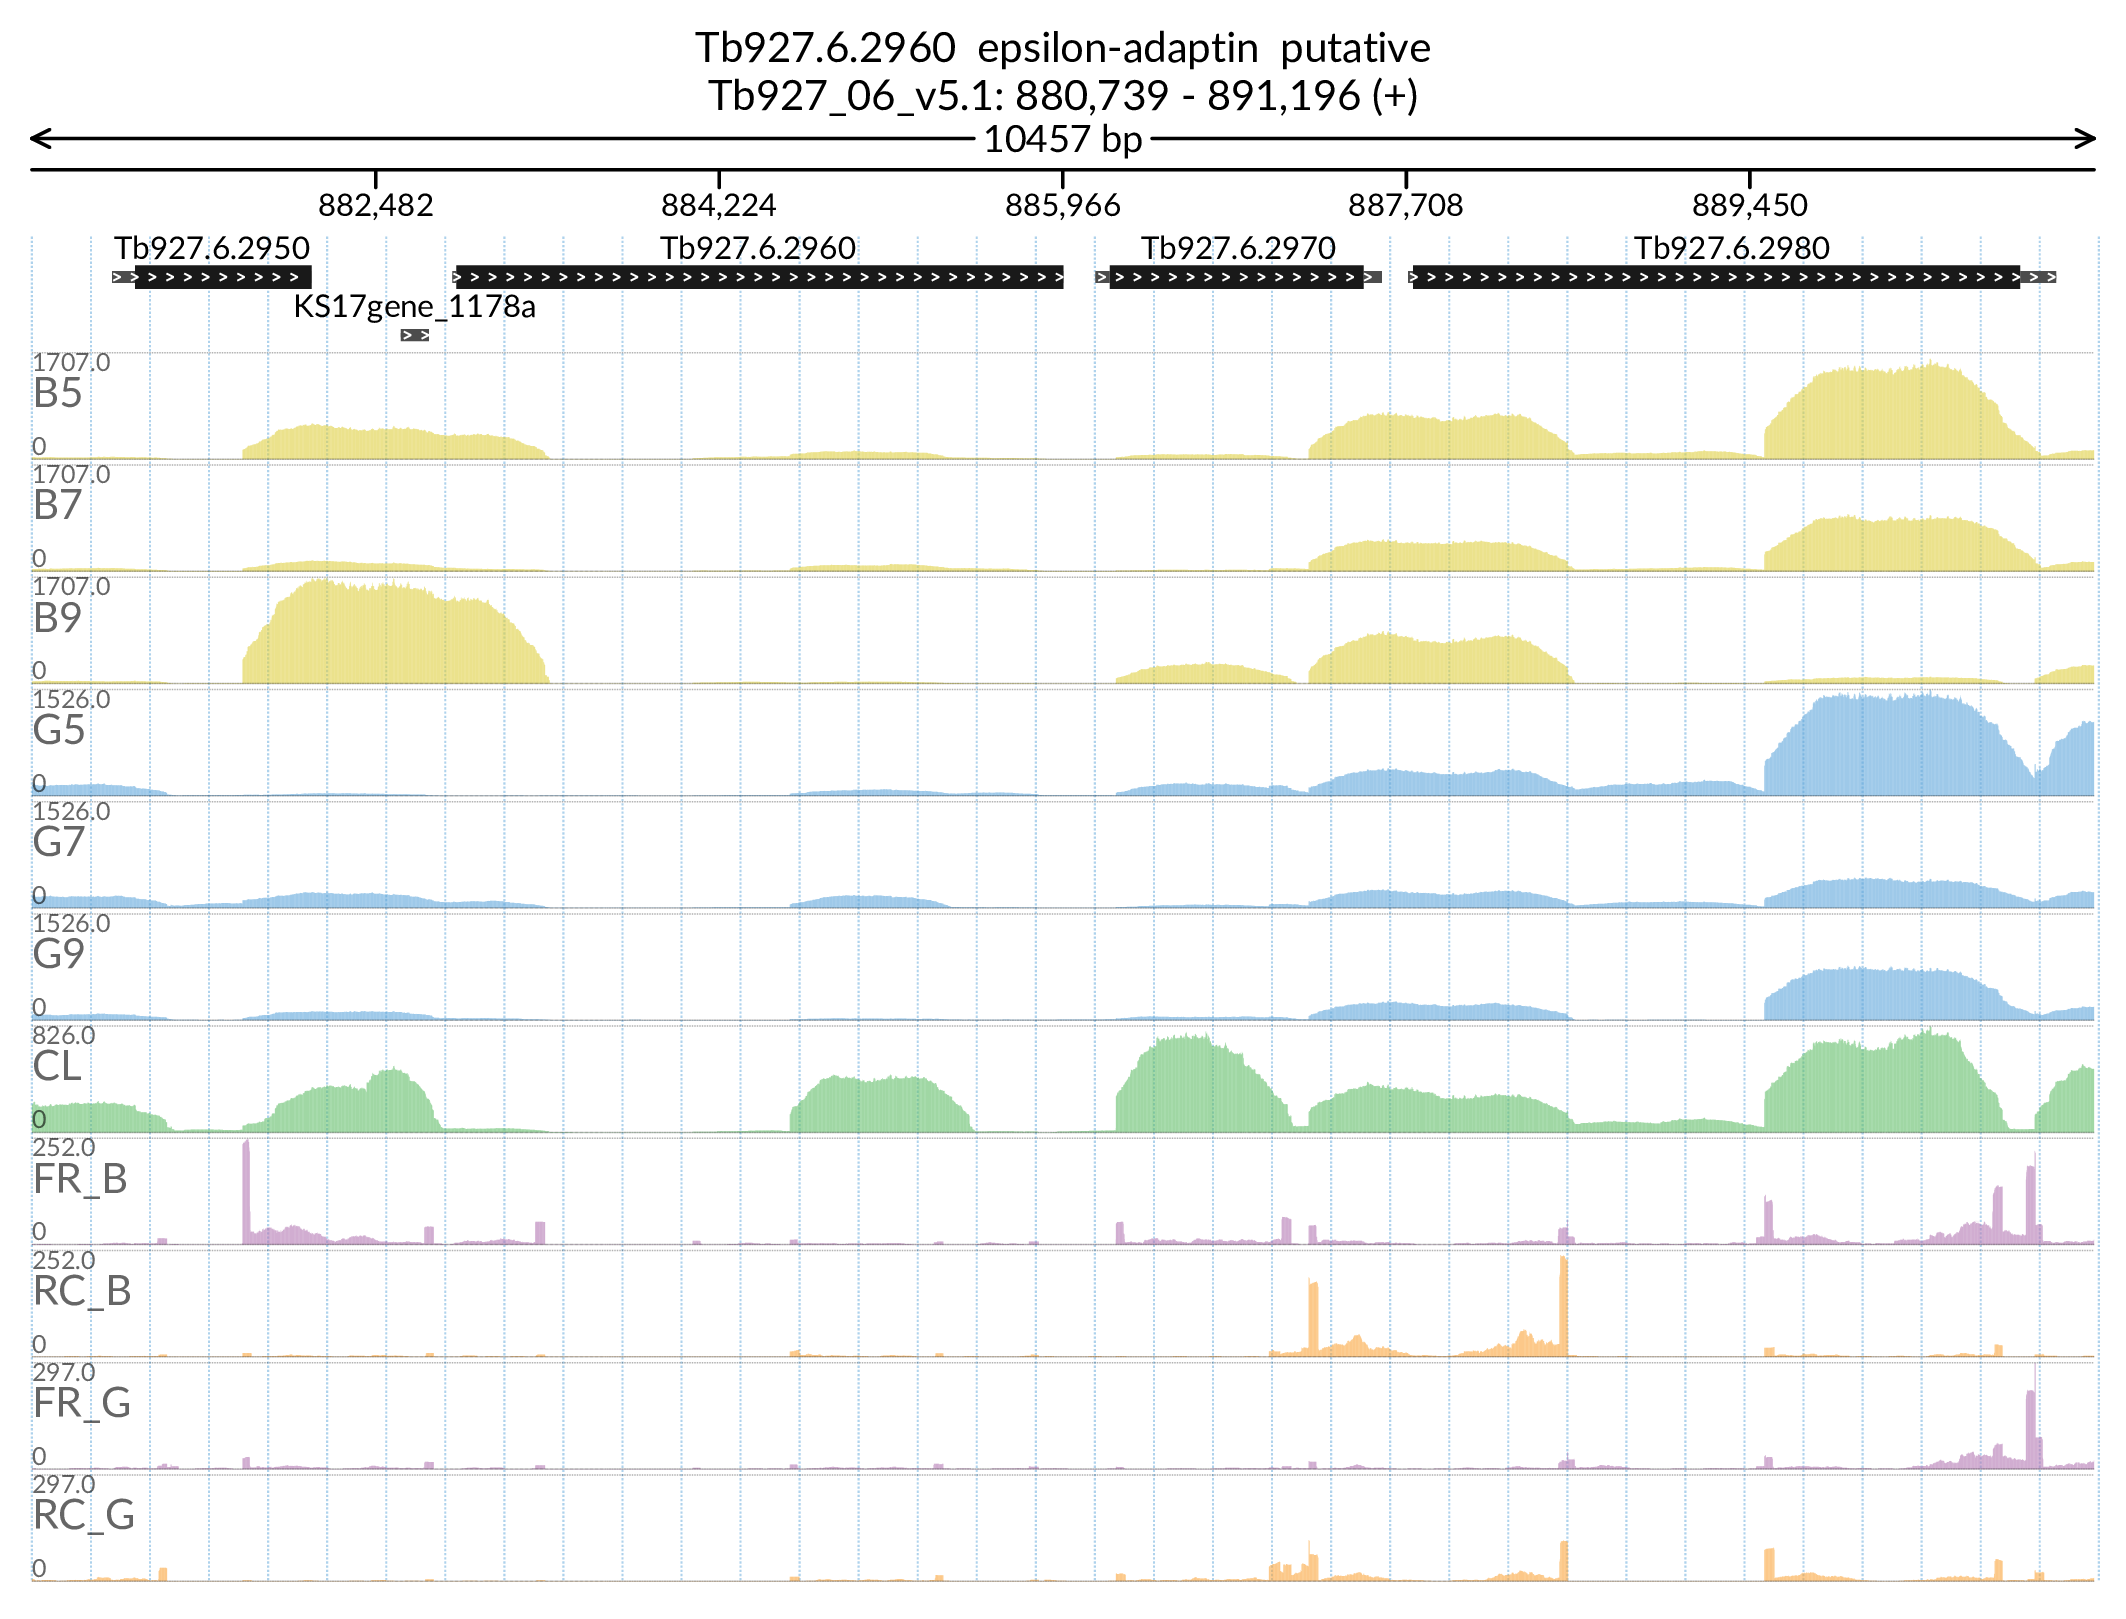 Tb927.6.2960 epsilon-adaptin putative
Tb927_06_v5.1: 880,739 - 891,196 (+)
10457 bp
882,482 884,224 885,966 887,708 889,450
Tb927.6.2950 Tb927.6.2960 Tb927.6.2970 Tb927.6.2980
KS17gene_1178a
1707.0
B5
0
1707.0
B7
0
1707.0
B9
0
1526.0
G5
0
1526.0
G7
0
1526.0
G9
0
826.0
CL
0
252.0
FR_B
0
252.0
RC_B
0
297.0
FR_G
0
297.0
RC_G
0